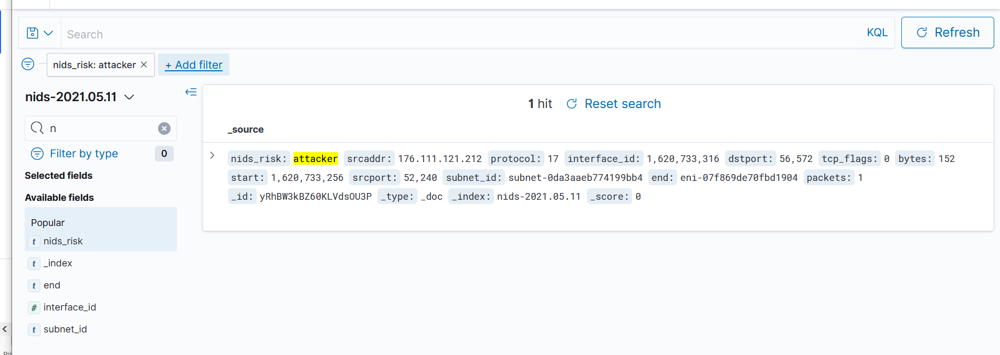 Search
KQL
Refresh
nids_risk: attacker
+ Add filter
nids-2021.05.11
n
Filter by type
0
Selected fields
Available fields
Popular
nids_risk
_index
end
interface_id
subnet_id
1 hit
Reset search
_source
nids_risk: attacker srcaddr: 176.111.121.212 protocol: 17 interface_id: 1,620,733,316 dstport: 56,572 tcp_flags: 0 bytes: 152
start: 1,620,733,256 srcport: 52,240 subnet_id: subnet-0da3aaeb774199bb4 end: eni-07f869de70fbd1904 packets: 1
_id: yRhBW3kBZ60KLVdsOU3P _type: _doc _index: nids-2021.05.11 _score: 0